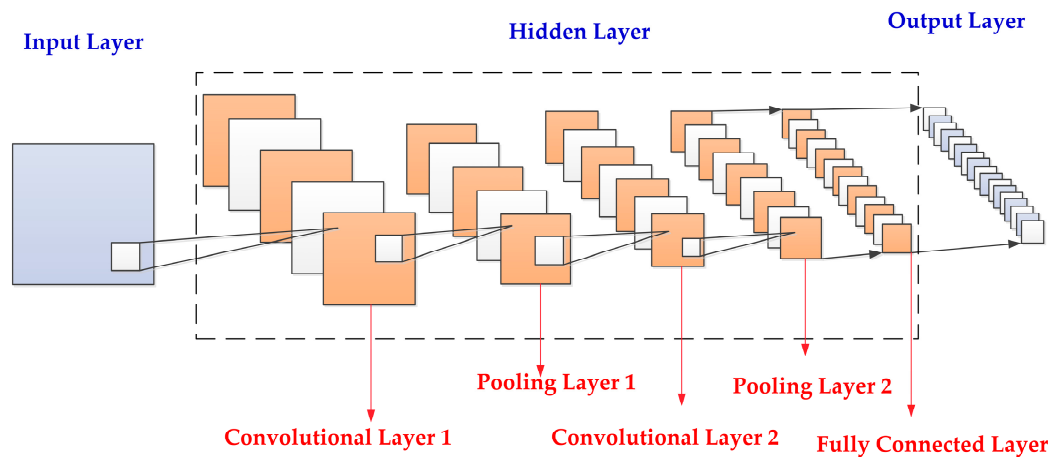 Input Layer
Hidden Layer
Output Layer
Pooling Layer 1
Pooling Layer 2
Convolutional Layer 1
Convolutional Layer 2
Fully Connected Layer